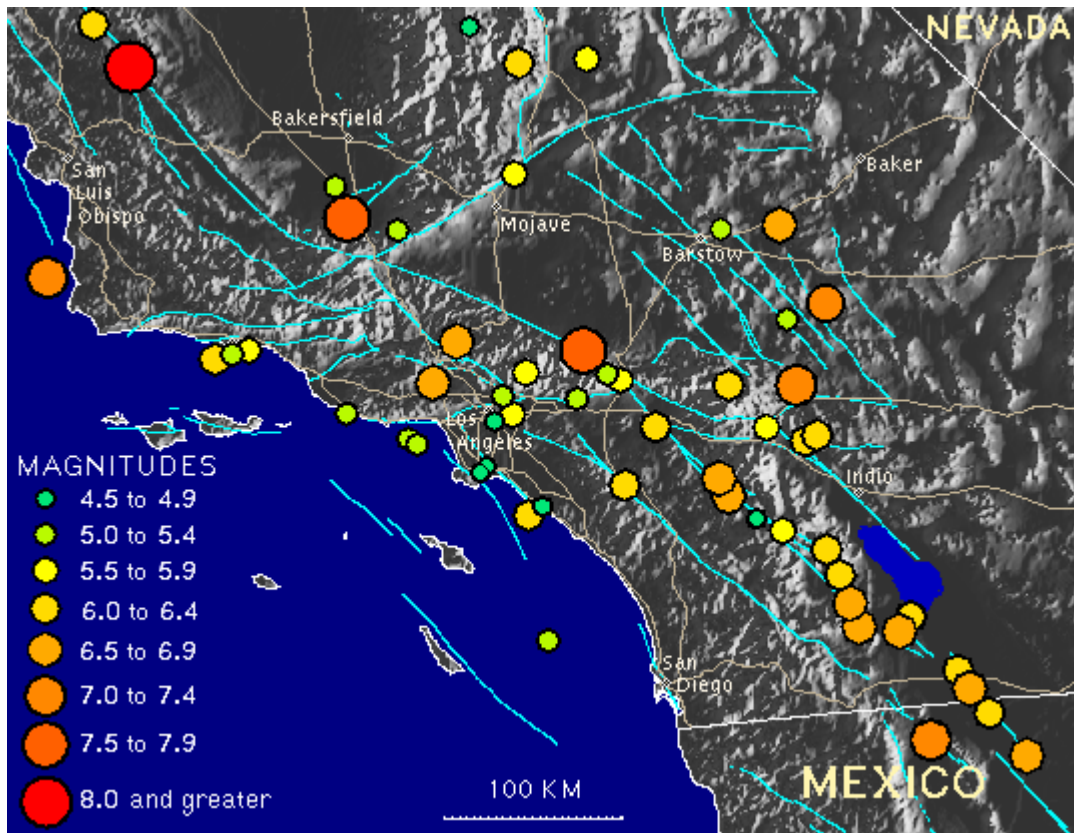 NEVADA
Bakersfield
Baker
San
Luis
Obispo
Mojave
Barstow
Los
Angeles
MAGNITUDES
4.5 to 4.9
5.0 to 5.4
5.5 to 5.9
6.0 to 6.4
6.5 to 6.9
7.0 to 7.4
7.5 to 7.9
8.0 and greater
Indio
San
Diego
100 KM
MEXICO